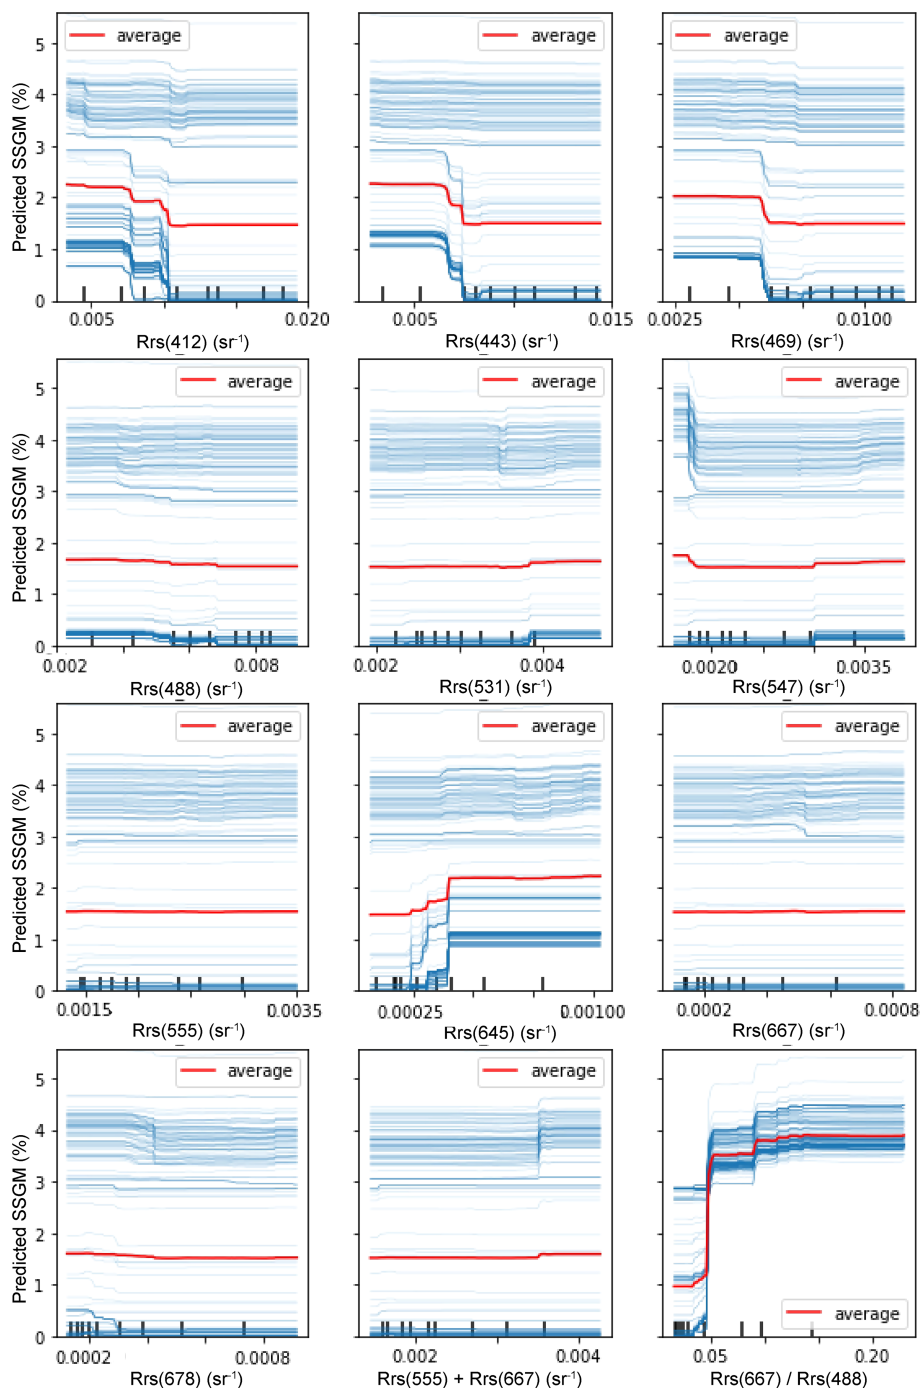 average average average
5
4
3
2
1
0
Predicted SSGM (%)
0.005 0.020 0.005 0.015 0.0025 0.0100
Rrs(412) (sr-1) Rrs(443) (sr-1) Rrs(469) (sr-1)
average average average
5
4
3
2
1
0
Predicted SSGM (%)
0.002 0.008 0.002 0.004 0.0020 0.0035
Rrs(488) (sr-1) Rrs(531) (sr-1) Rrs(547) (sr-1)
average average average
5
4
3
2
1
0
Predicted SSGM (%)
0.0015 0.0035 0.00025 0.00100 0.0002 0.0008
Rrs(555) (sr-1) Rrs(645) (sr-1) Rrs(667) (sr-1)
average average
5
4
3
2
1
0
Predicted SSGM (%)
average
0.0002 0.0008 0.002 0.004 0.05 0.20
Rrs(678) (sr-1) Rrs(555) + Rrs(667) (sr-1) Rrs(667) / Rrs(488)